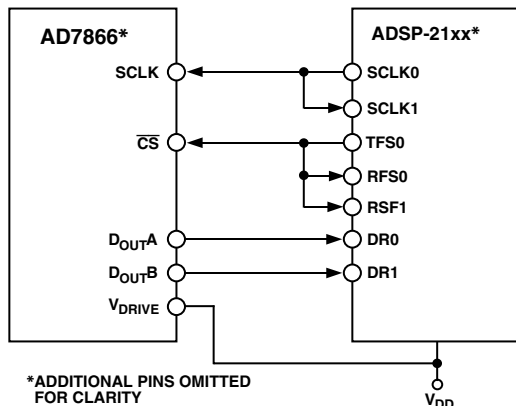 AD7866*
SCLK
CS
DOUTA
DOUTB
VDRIVE
ADSP-21xx*
SCLK0
SCLK1
TFS0
RFS0
RSF1
DR0
DR1
*ADDITIONAL PINS OMITTED
FOR CLARITY
VDD